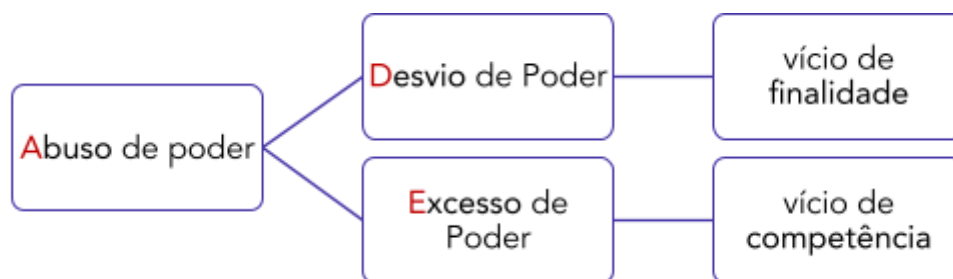 Abuso de poder
Desvio de Poder
vício de
finalidade
Excesso de
Poder
vício de
competência